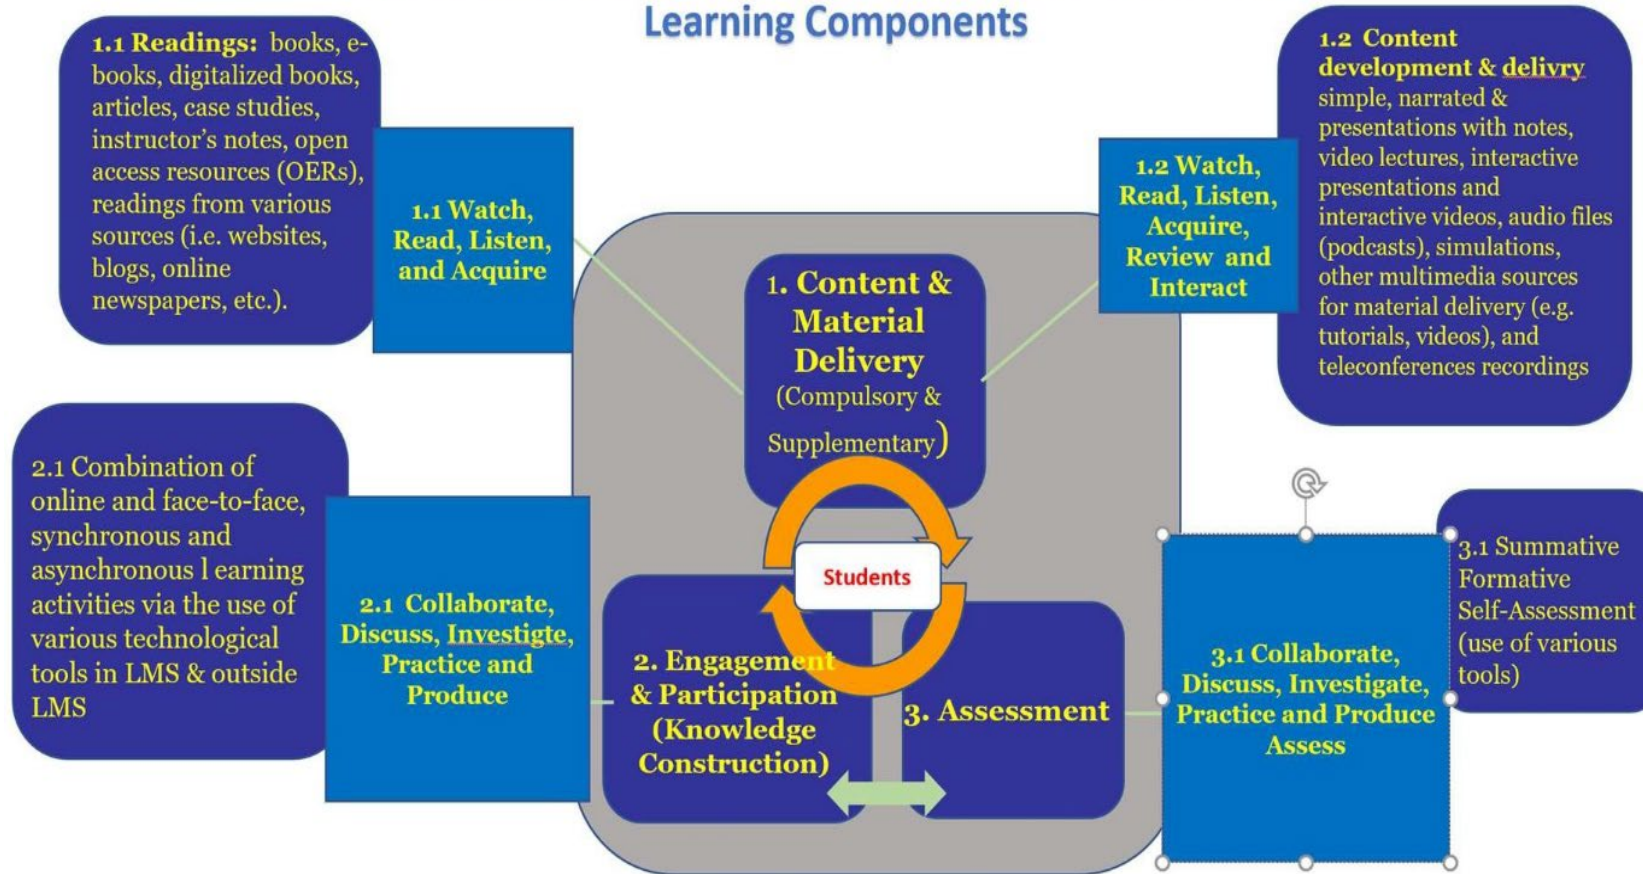 Learning Components
1.1 Readings: books, e-
books, digitalized books,
articles, case studies,
instructor's notes, open
access resources (OERs),
readings from various
sources (i.e. websites,
blogs, online
newspapers, etc.).
1.1 Watch,
Read, Listen,
and Acquire
1. Content &
Material
Delivery
(Compulsory &
Supplementary)
1.2 Watch,
Read, Listen,
Acquire,
Review and
Interact
1.2 Content
development & delivry
simple, narrated &
presentations with notes,
video lectures, interactive
presentations and
interactive videos, audio files
(podcasts), simulations,
other multimedia sources
for material delivery (e.g.
tutorials, videos), and
teleconferences recordings
2.1 Combination of
online and face-to-face,
synchronous and
asynchronous l earning
activities via the use of
various technological
tools in LMS & outside
LMS
2.1 Collaborate,
Discuss, Investigte,
Practice and
Produce
Students
2. Engagement
& Participation
(Knowledge
Construction)
3. Assessment
3.1 Collaborate,
Discuss, Investigate,
Practice and Produce
Assess
3.1 Summative
Formative
Self-Assessment
(use of various
tools)